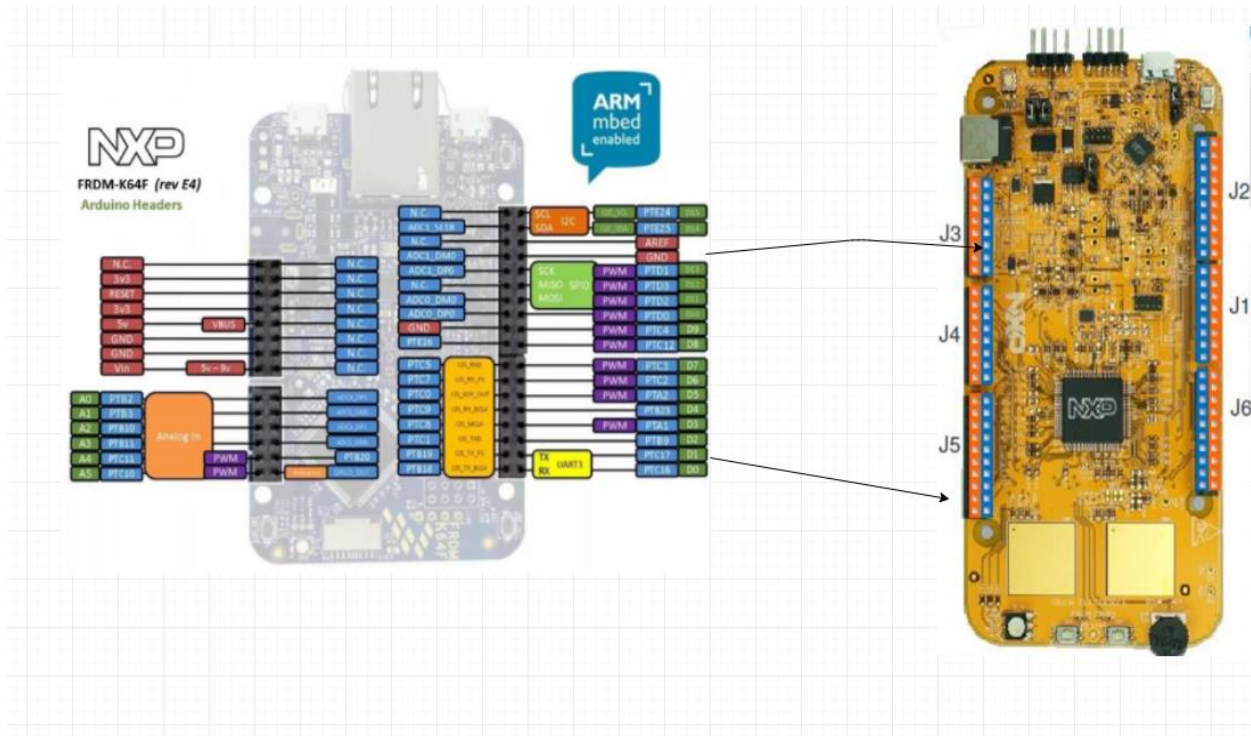 ARM
mbed
enabled
NXP
FRDM-K64F (rev E4)
Arduino Headers
N.C.
3v3
RESET
3v3
5v VBUS
GND
GND
Vin 5v - 9v
N.C.
N.C.
N.C.
N.C.
N.C.
N.C.
N.C.
N.C.
A0 PTB2
A1 PTB3
A2 PTB10
A3 PTB11
A4 PTC11 PWM
A5 PTC10 PWM
Analog In
PTB20
N.C.
ADC1_SE18
N.C.
ADC1_DM0
ADC1_DP0
N.C.
ADC0_DM0
ADC0_DP0
GND
PTE26
SCL
SDA
I2C
PTE24
PTE25
AREF
GND
SCK
MISO SPI0
MOSI
PWM PTD1
PWM PTD3
PWM PTD2
PWM PTD0
PWM PTC4 D9
PWM PTC12 D8
PTC5
PTC7
PTC0
PTC9
PTC8
PTC1
PTB19
PTB18
PWM PTC3 D7
PWM PTC2 D6
PWM PTA2 D5
PTB23 D4
PWM PTA1 D3
PTB9 D2
TX UART3 PTC17 D1
RX PTC16 D0
FRDM
K64F
J3
J4
J5
J2
J1
J6
NXP
NXP